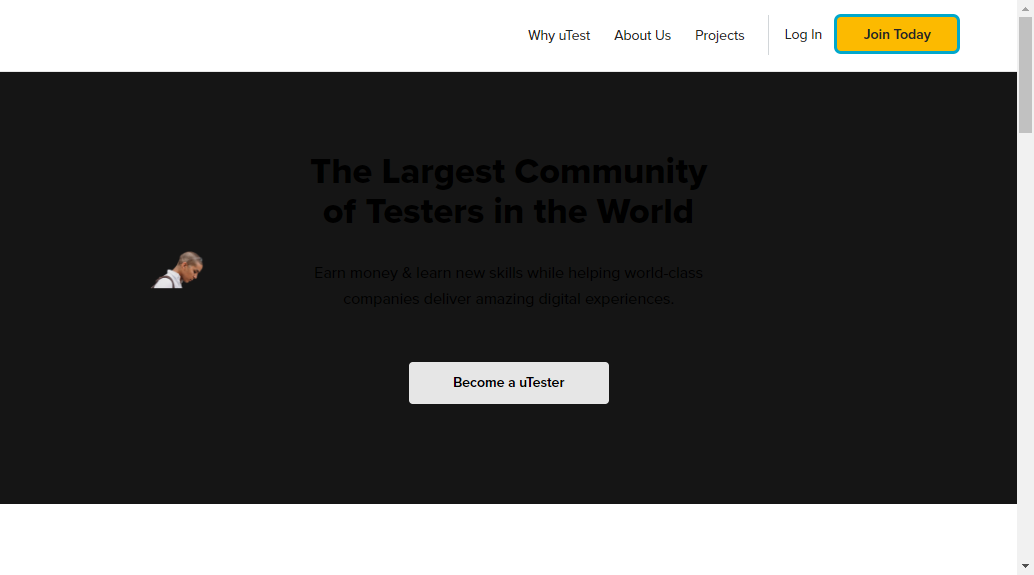 Why uTest
About Us
Projects
Log In
Join Today
The Largest Community
of Testers in the World
Earn money & learn new skills while helping world-class
companies deliver amazing digital experiences.
Become a uTester